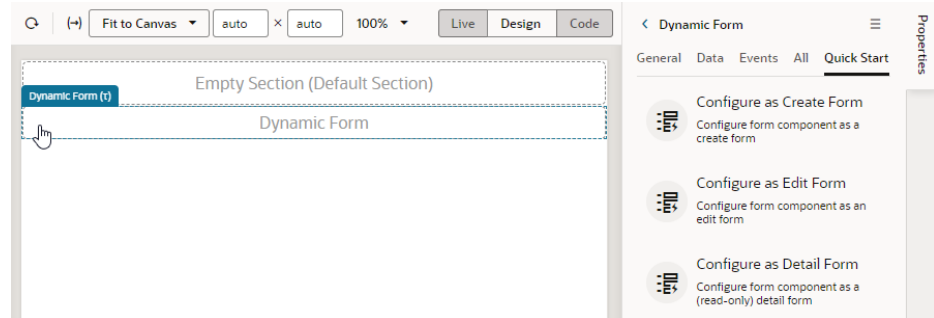 Fit to Canvas auto × auto 100% Live Design Code
Empty Section (Default Section)
Dynamic Form (τ)
Dynamic Form
Dynamic Form
General Data Events All Quick Start
Configure as Create Form
Configure form component as a
create form
Configure as Edit Form
Configure form component as an
edit form
Configure as Detail Form
Configure form component as a
(read-only) detail form
Properties